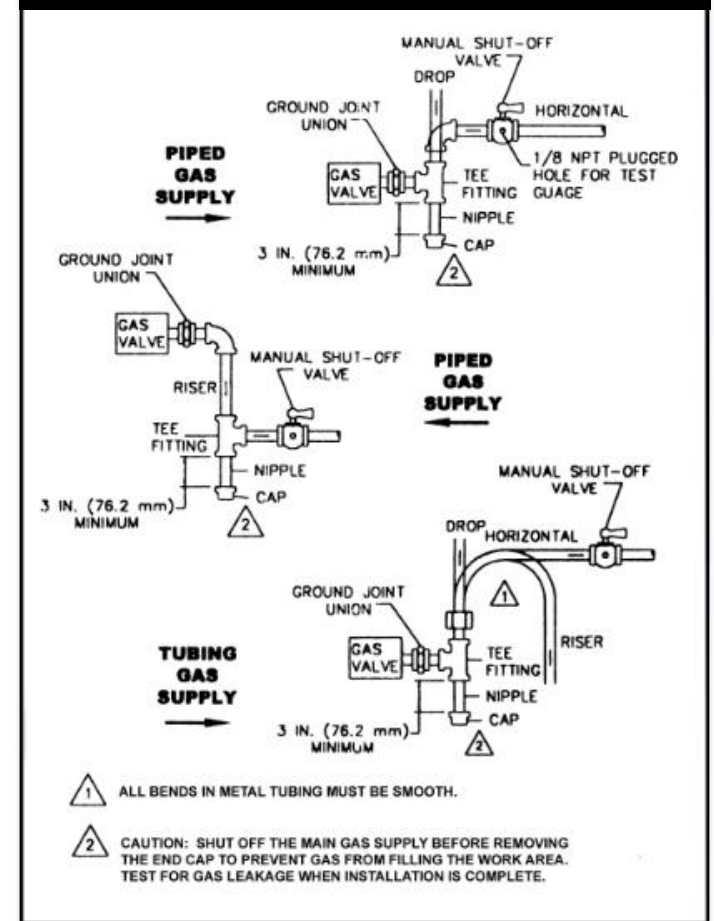 MANUAL SHUT-OFF
VALVE
DROP
GROUND JOINT
UNION
HORIZONTAL
PIPED
GAS
SUPPLY
GAS
VALVE
TEE
FITTING
1/8 NPT PLUGGED
HOLE FOR TEST
GUAGE
NIPPLE
3 IN. (76.2 mm)
MINIMUM
CAP
2
GROUND JOINT
UNION
GAS
VALVE
MANUAL SHUT-OFF
VALVE
RISER
PIPED
GAS
SUPPLY
TEE
FITTING
NIPPLE
CAP
3 IN. (76.2 mm)
MINIMUM
2
MANUAL SHUT-OFF
VALVE
DROP
HORIZONTAL
GROUND JOINT
UNION
1
TUBING
GAS
SUPPLY
GAS
VALVE
TEE
FITTING
RISER
NIPPLE
CAP
3 IN. (76.2 mm)
MINIMUM
2
1 ALL BENDS IN METAL TUBING MUST BE SMOOTH.
2 CAUTION: SHUT OFF THE MAIN GAS SUPPLY BEFORE REMOVING
THE END CAP TO PREVENT GAS FROM FILLING THE WORK AREA.
TEST FOR GAS LEAKAGE WHEN INSTALLATION IS COMPLETE.